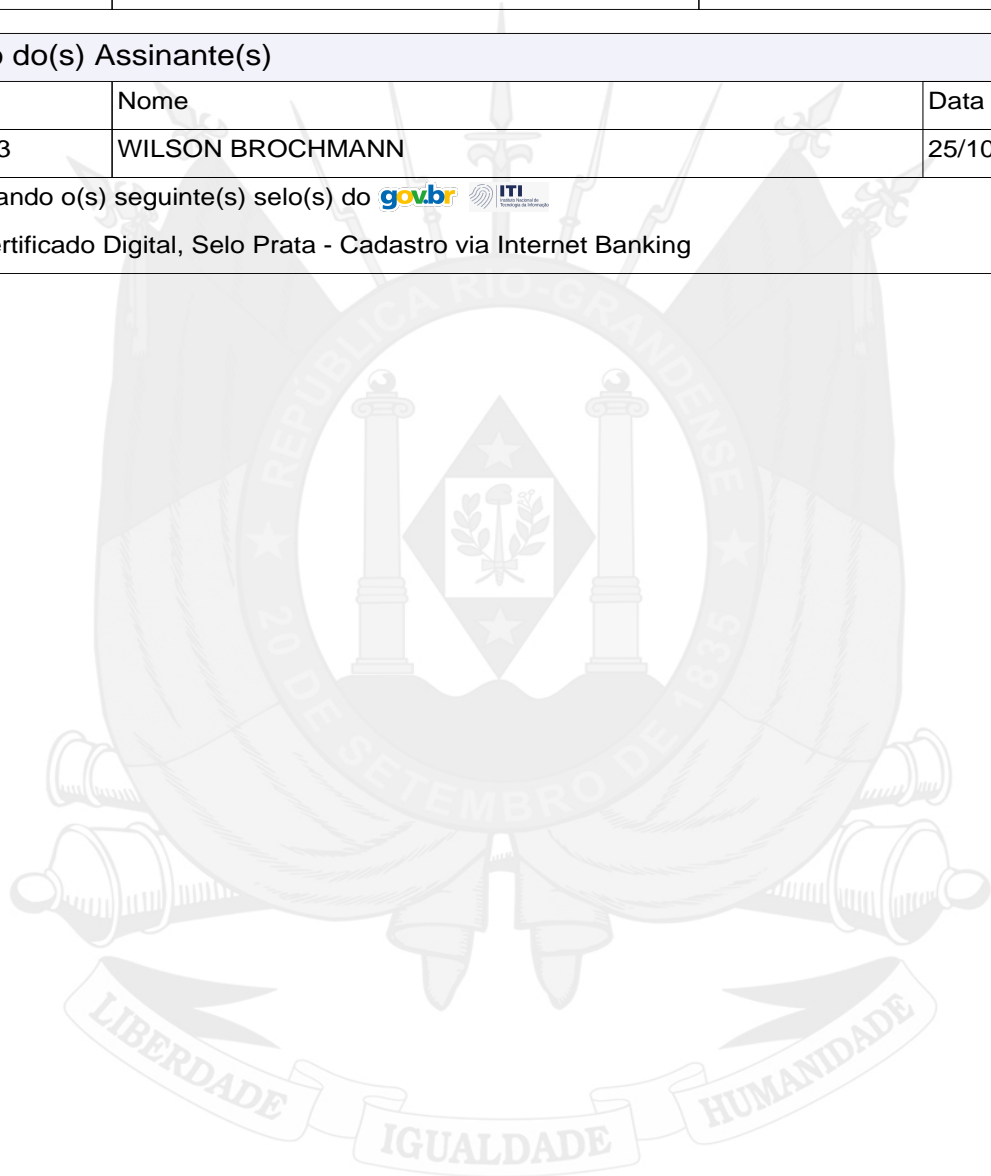 o do(s) Assinante(s)
Nome
Data
3
WILSON BROCHMANN
25/10
ando o(s) seguinte(s) selo(s) do gov.br ITI
ertificado Digital, Selo Prata - Cadastro via Internet Banking
REPÚBLICA RIO-GRANDENSE
20 DE SETEMBRO DE 1835
LIBERDADE
IGUALDADE
HUMANIDADE